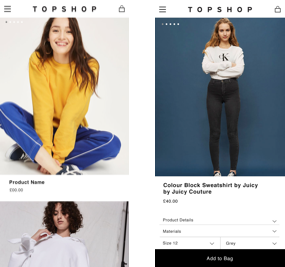 TOPSHOP
Product Name
£00.00
TOPSHOP
CK
Colour Block Sweatshirt by Juicy
by Juicy Couture
£40.00
Product Details
Materials
Size 12
Grey
Add to Bag